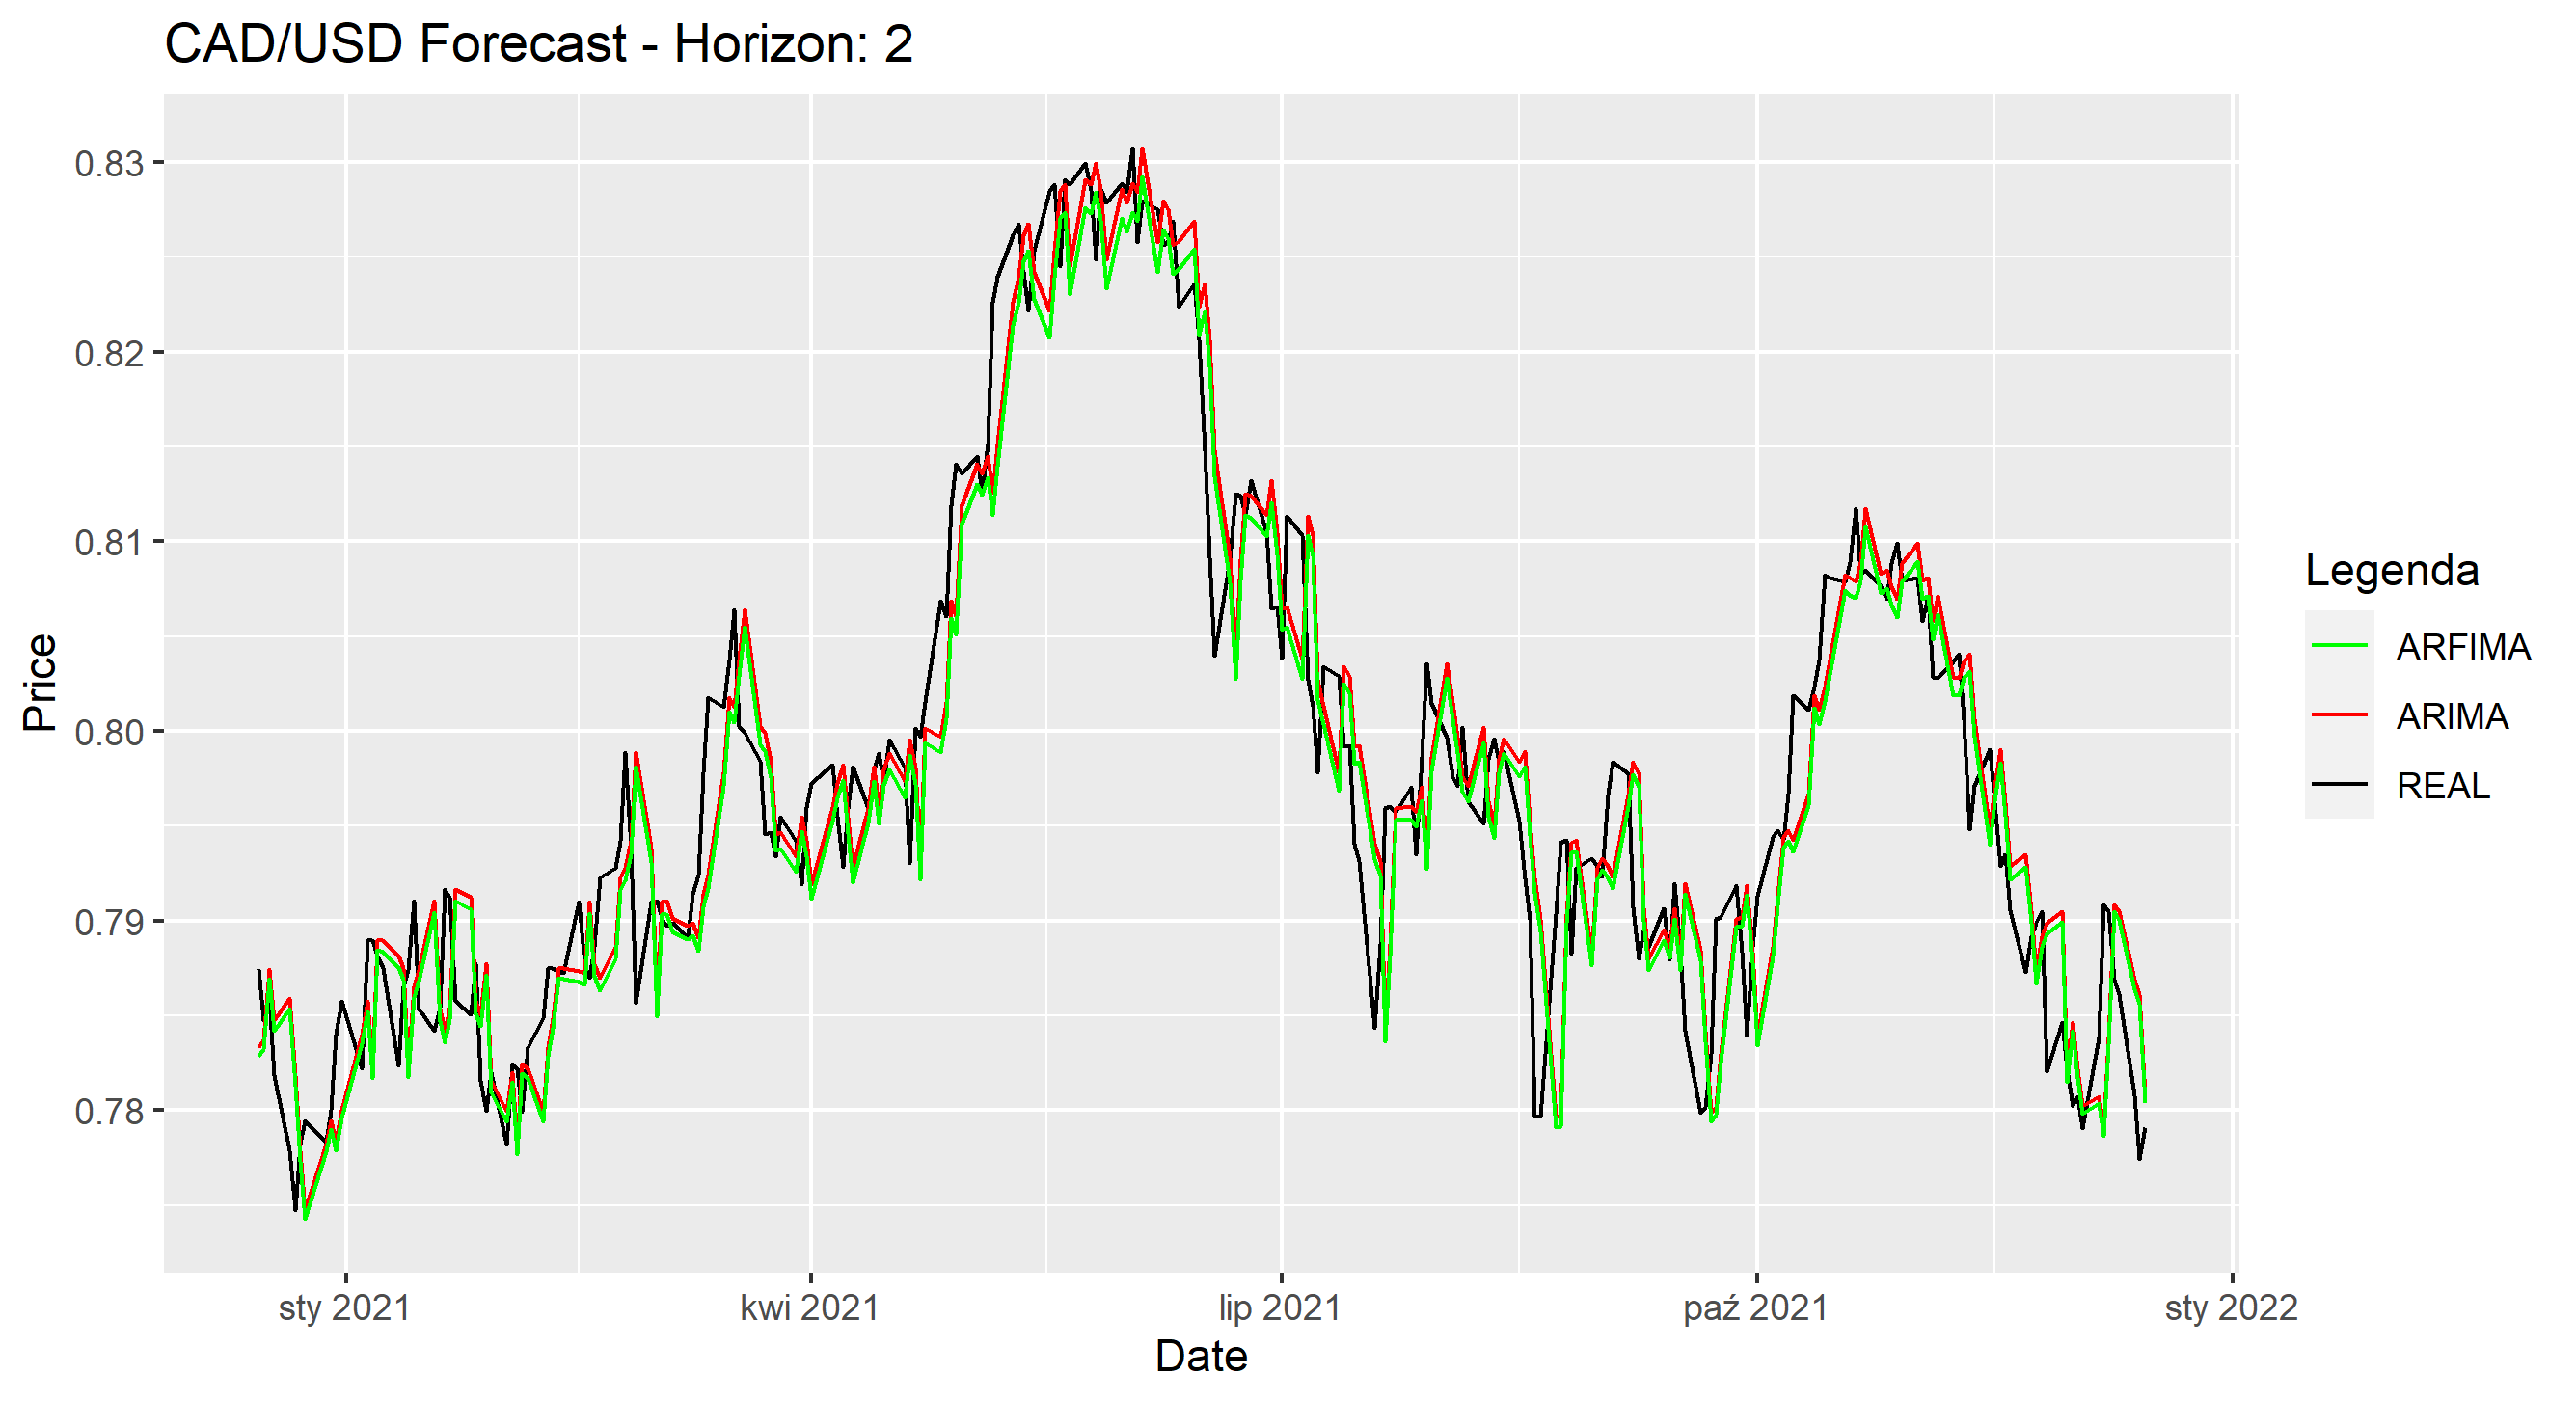 CAD/USD Forecast - Horizon: 2
Price
0.83
0.82
0.81
0.80
0.79
0.78
sty 2021
kwi 2021
lip 2021
paź 2021
sty 2022
Date
Legenda
ARFIMA
ARIMA
REAL